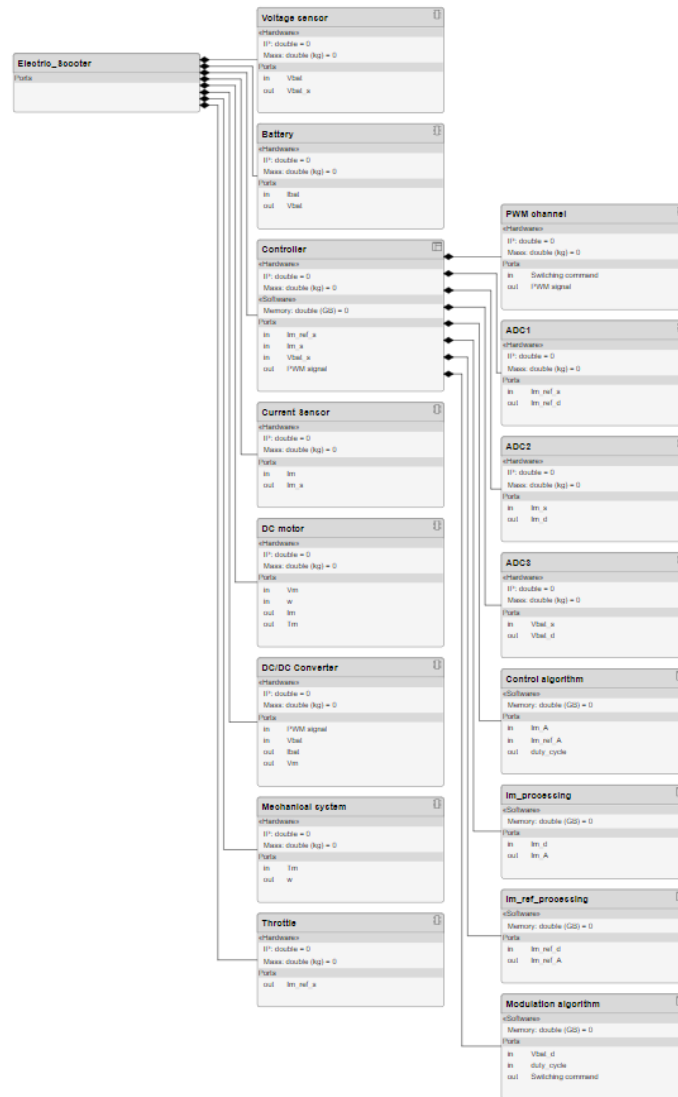 Electric_Scooter
Ports
Voltage sensor
«Hardware»
IP: double = 0
Mass: double (kg) = 0
Ports
in Vbat
out Vbat_s
Battery
«Hardware»
IP: double = 0
Mass: double (kg) = 0
Ports
in Ibat
out Vbat
Controller
«Hardware»
IP: double = 0
Mass: double (kg) = 0
«Software»
Memory: double (GB) = 0
Ports
in Im_ref_s
in Im_s
in Vbat_s
out PWM signal
Current Sensor
«Hardware»
IP: double = 0
Mass: double (kg) = 0
Ports
in Im
out Im_s
DC motor
«Hardware»
IP: double = 0
Mass: double (kg) = 0
Ports
in Vm
in w
out Im
out Tm
DC/DC Converter
«Hardware»
IP: double = 0
Mass: double (kg) = 0
Ports
in PWM signal
in Vbat
out Ibat
out Vm
Mechanical system
«Hardware»
IP: double = 0
Mass: double (kg) = 0
Ports
in Tm
out w
Throttle
«Hardware»
IP: double = 0
Mass: double (kg) = 0
Ports
out Im_ref_s
PWM channel
«Hardware»
IP: double = 0
Mass: double (kg) = 0
Ports
in Switching command
out PWM signal
ADC1
«Hardware»
IP: double = 0
Mass: double (kg) = 0
Ports
in Im_ref_s
out Im_ref_d
ADC2
«Hardware»
IP: double = 0
Mass: double (kg) = 0
Ports
in Im_s
out Im_d
ADC3
«Hardware»
IP: double = 0
Mass: double (kg) = 0
Ports
in Vbat_s
out Vbat_d
Control algorithm
«Software»
Memory: double (GB) = 0
Ports
in Im_A
in Im_ref_A
out duty_cycle
Im_processing
«Software»
Memory: double (GB) = 0
Ports
in Im_d
out Im_A
Im_ref_processing
«Software»
Memory: double (GB) = 0
Ports
in Im_ref_d
out Im_ref_A
Modulation algorithm
«Software»
Memory: double (GB) = 0
Ports
in Vbat_d
in duty_cycle
out Switching command